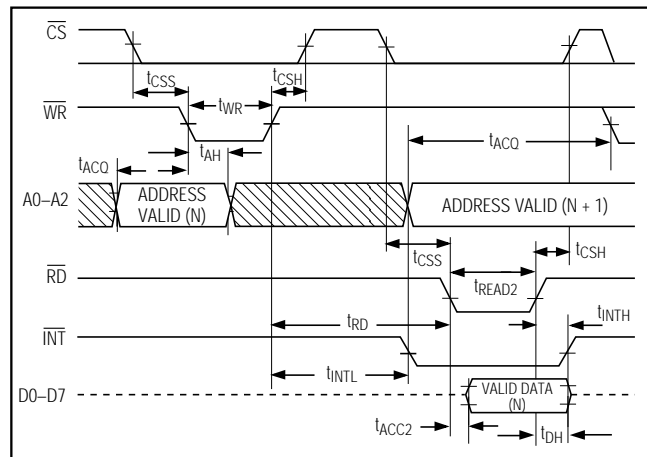 CS
tCSS
tWR
tCSH
WR
tACQ
tAH
tACQ
A0–A2
ADDRESS
VALID (N)
ADDRESS VALID (N + 1)
tCSS
tCSH
RD
tREAD2
tRD
tINTH
INT
tINTL
D0–D7
VALID DATA
(N)
tACC2
tDH